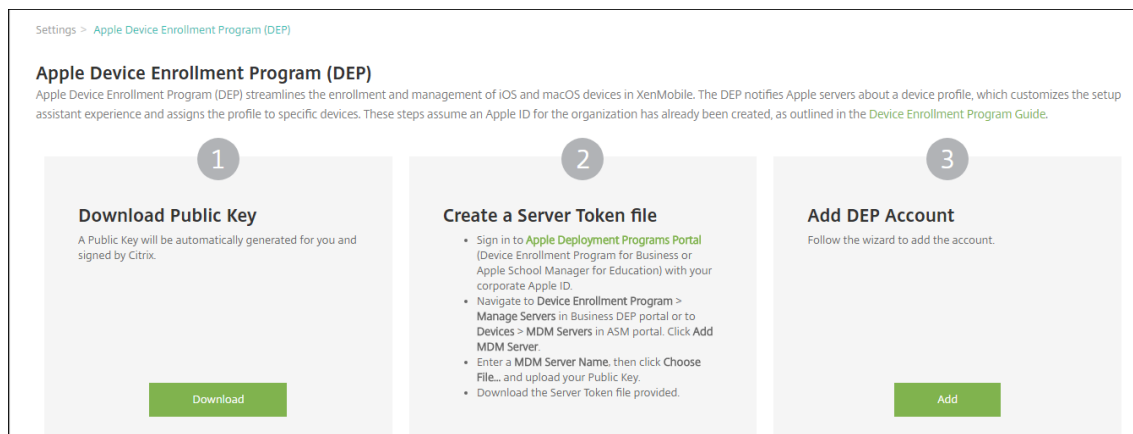 Settings > Apple Device Enrollment Program (DEP)
Apple Device Enrollment Program (DEP)
Apple Device Enrollment Program (DEP) streamlines the enrollment and management of iOS and macOS devices in XenMobile. The DEP notifies Apple servers about a device profile, which customizes the setup
assistant experience and assigns the profile to specific devices. These steps assume an Apple ID for the organization has already been created, as outlined in the Device Enrollment Program Guide.
1
Download Public Key
A Public Key will be automatically generated for you and
signed by Citrix.
Download
2
Create a Server Token file
• Sign in to Apple Deployment Programs Portal
(Device Enrollment Program for Business or
Apple School Manager for Education) with your
corporate Apple ID.
• Navigate to Device Enrollment Program >
Manage Servers in Business DEP portal or to
Devices > MDM Servers in ASM portal. Click Add
MDM Server.
• Enter a MDM Server Name, then click Choose
File... and upload your Public Key.
• Download the Server Token file provided.
3
Add DEP Account
Follow the wizard to add the account.
Add